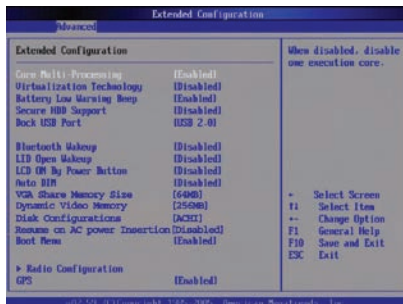 Extended Configuration
Advanced
Extended Configuration
Core Multi-Processing [Enabled]
Virtualization Technology [Disabled]
Battery Low Warning Beep [Enabled]
Secure HDD Support [Disabled]
Dock USB Port [USB 2.0]
Bluetooth Wakeup [Disabled]
LID Open Wakeup [Disabled]
LCD ON By Power Button [Disabled]
Auto DIM [Disabled]
VGA Share Memory Size [64MB]
Dynamic Video Memory [256MB]
Disk Configurations [ACHI]
Resume on AC power Insertion [Disabled]
Boot Menu [Enabled]
Radio Configuration
GPS [Enabled]
When disabled, disable
one execution core.
Select Screen
↑↓ Select Item
Change Option
F1 General Help
F10 Save and Exit
ESC Exit